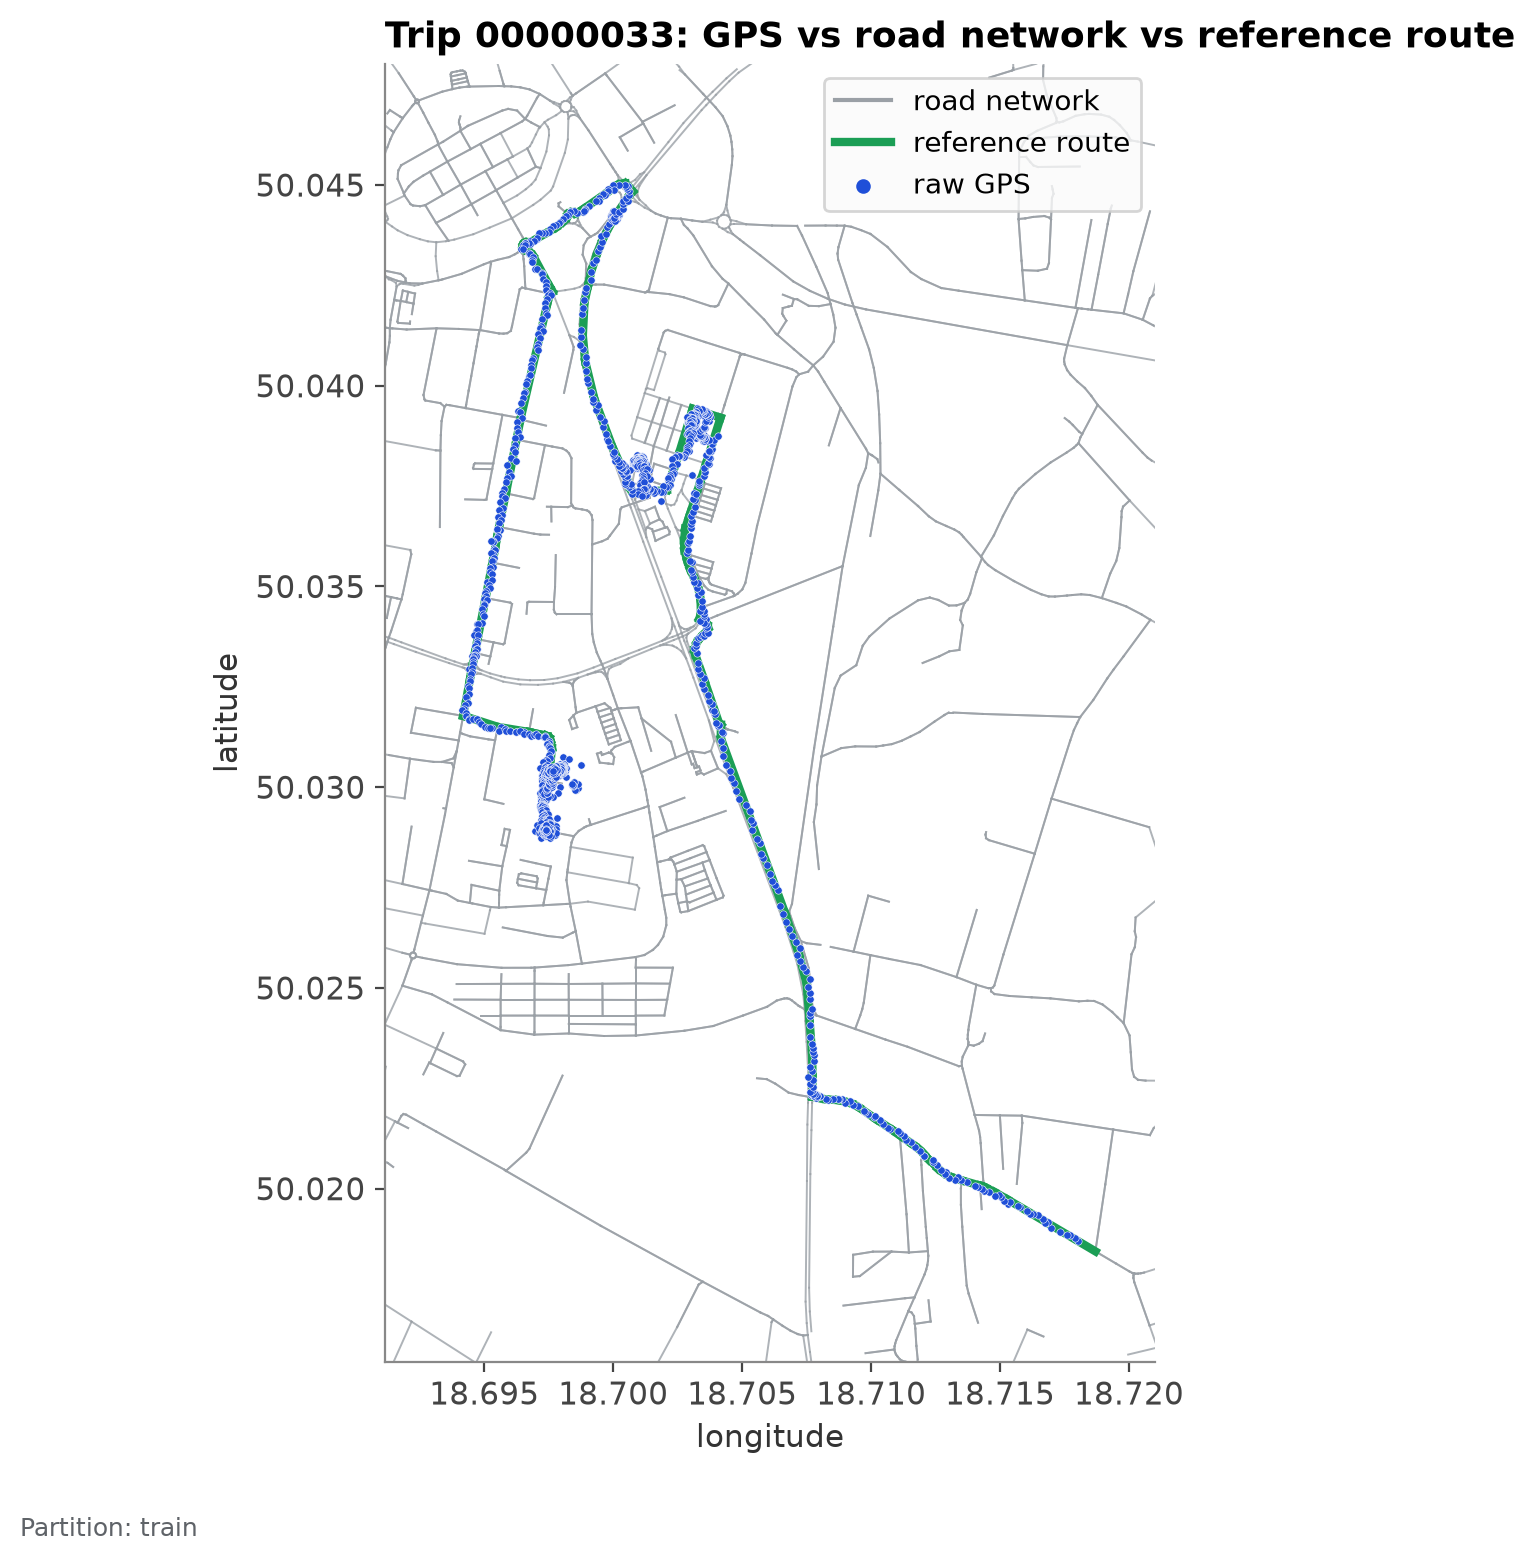 Trip 00000033: GPS vs road network vs reference route
road network
reference route
raw GPS
50.045
50.040
50.035
50.030
50.025
50.020
latitude
18.695 18.700 18.705 18.710 18.715 18.720
longitude
Partition: train